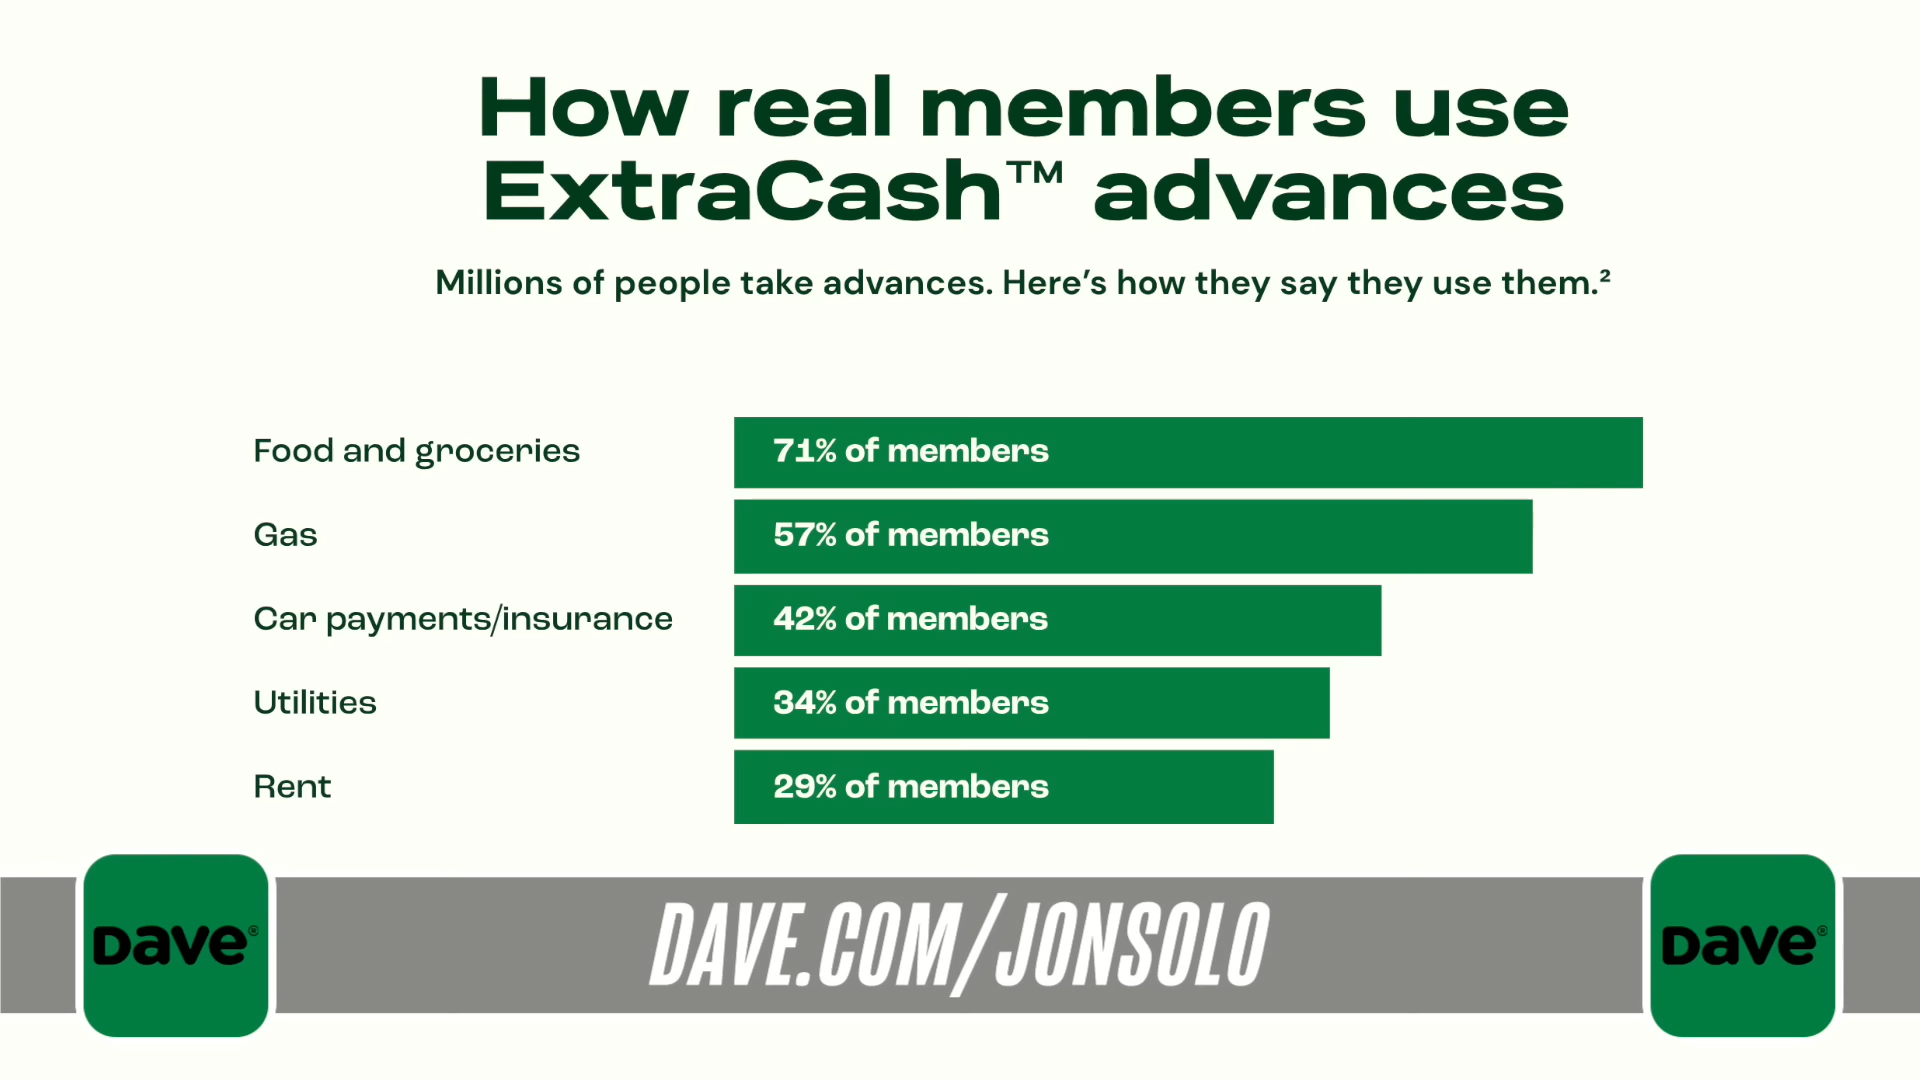 How real members use
ExtraCash™ advances
Millions of people take advances. Here’s how they say they use them.²
Food and groceries
71% of members
Gas
57% of members
Car payments/insurance
42% of members
Utilities
34% of members
Rent
29% of members
Dave®
DAVE.COM/JONSOLO
Dave®